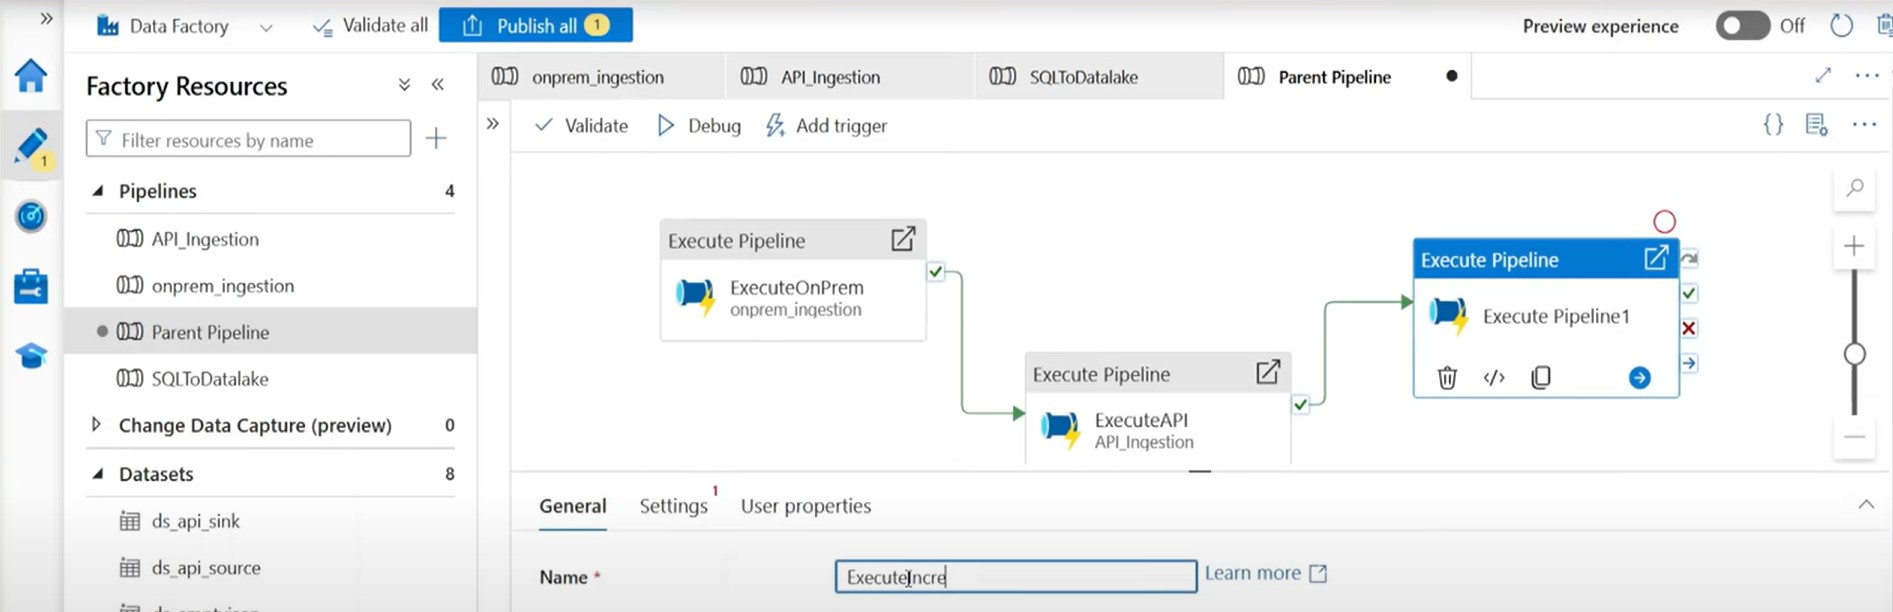 Data Factory
Validate all
Publish all 1
Preview experience
Off
Factory Resources
Filter resources by name
Pipelines 4
API_Ingestion
onprem_ingestion
Parent Pipeline
SQLToDatalake
Change Data Capture (preview) 0
Datasets 8
ds_api_sink
ds_api_source
1
onprem_ingestion
API_Ingestion
SQLToDatalake
Parent Pipeline
Validate
Debug
Add trigger
{}
Execute Pipeline
ExecuteOnPrem
onprem_ingestion
Execute Pipeline
ExecuteAPI
API_Ingestion
Execute Pipeline
Execute Pipeline1
General
Settings 1
User properties
Name *
ExecuteIncre
Learn more